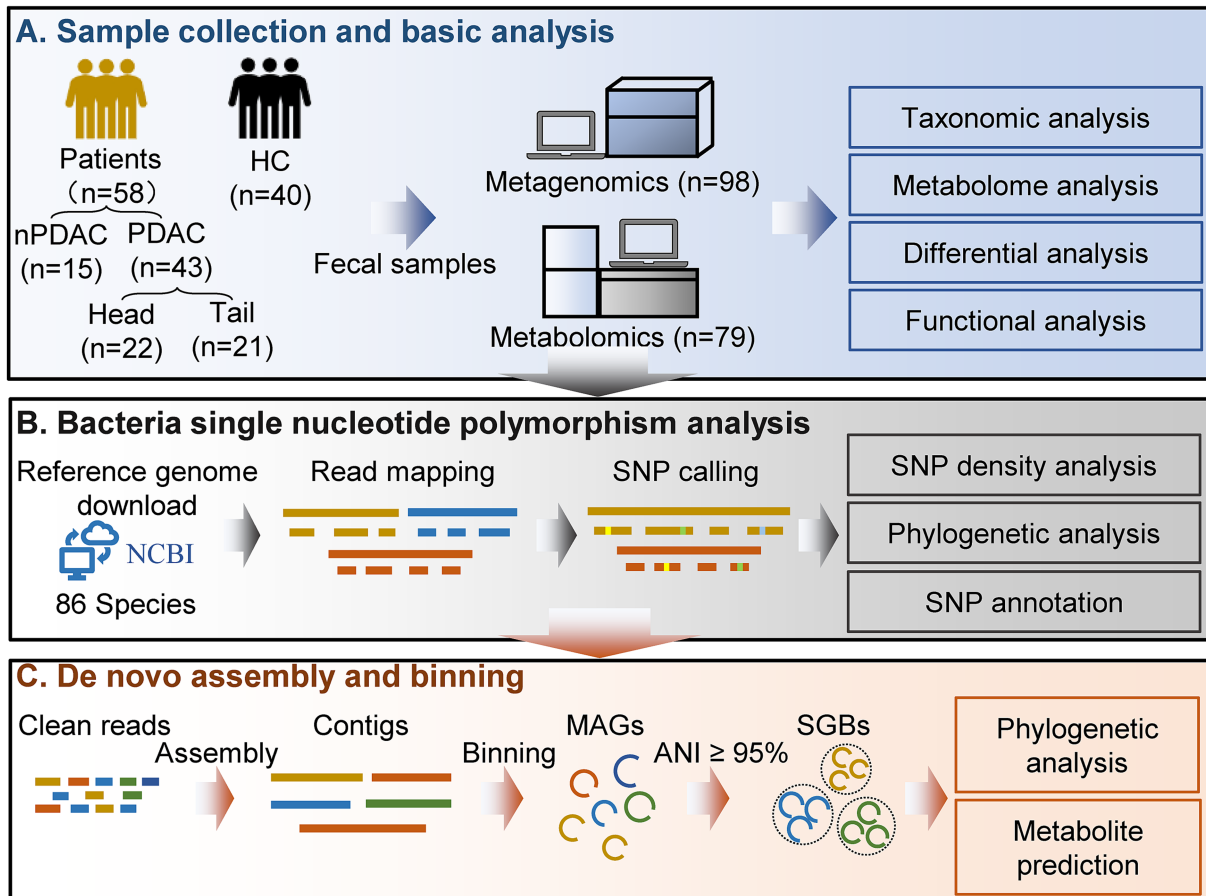 A. Sample collection and basic analysis
Patients
（n=58)
HC
(n=40)
nPDAC
(n=15)
PDAC
(n=43)
Head
(n=22)
Tail
(n=21)
Fecal samples
Metagenomics (n=98)
Metabolomics (n=79)
Taxonomic analysis
Metabolome analysis
Differential analysis
Functional analysis
B. Bacteria single nucleotide polymorphism analysis
Reference genome
download
NCBI
86 Species
Read mapping
SNP calling
SNP density analysis
Phylogenetic analysis
SNP annotation
C. De novo assembly and binning
Clean reads
Assembly
Contigs
Binning
MAGs
ANI ≥ 95%
SGBs
Phylogenetic
analysis
Metabolite
prediction